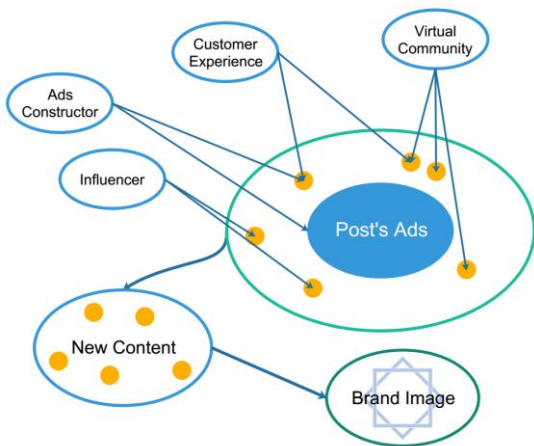 Customer
Experience
Virtual
Community
Ads
Constructor
Influencer
Post's Ads
New Content
Brand Image